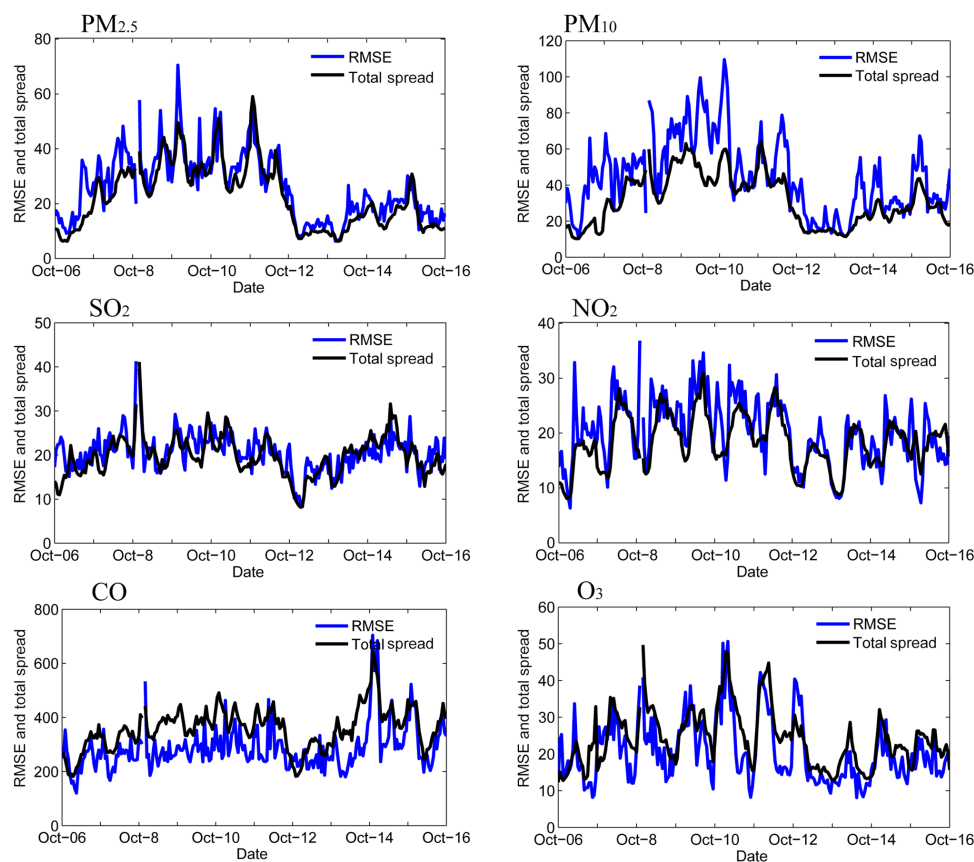 PM2.5
RMSE and total spread
80
60
40
20
0
RMSE
Total spread
Oct-06 Oct-8 Oct-10 Oct-12 Oct-14 Oct-16
Date
PM10
RMSE and total spread
120
100
80
60
40
20
0
RMSE
Total spread
Oct-06 Oct-8 Oct-10 Oct-12 Oct-14 Oct-16
Date
SO2
RMSE and total spread
50
40
30
20
10
0
RMSE
Total spread
Oct-06 Oct-8 Oct-10 Oct-12 Oct-14 Oct-16
Date
NO2
RMSE and total spread
40
30
20
10
0
RMSE
Total spread
Oct-06 Oct-8 Oct-10 Oct-12 Oct-14 Oct-16
Date
CO
RMSE and total spread
800
600
400
200
0
RMSE
Total spread
Oct-06 Oct-8 Oct-10 Oct-12 Oct-14 Oct-16
Date
O3
RMSE and total spread
60
50
40
30
20
10
0
RMSE
Total spread
Oct-06 Oct-8 Oct-10 Oct-12 Oct-14 Oct-16
Date